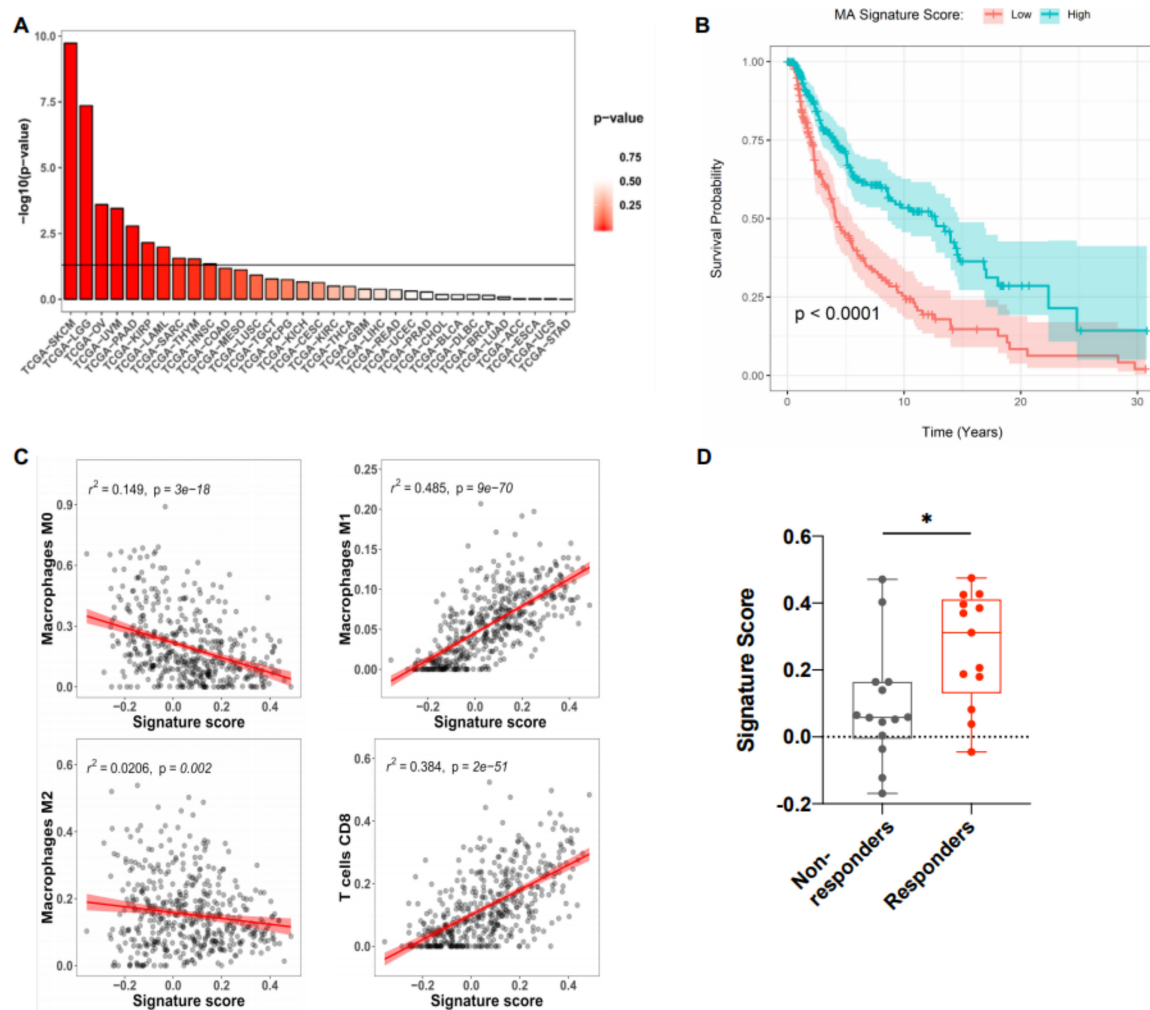 A
10.0
7.5
5.0
2.5
0.0
−log10(p−value)
TCGA−SKCM
TCGA−LGG
TCGA−OV
TCGA−UVM
TCGA−PAAD
TCGA−KIRP
TCGA−LAML
TCGA−SARC
TCGA−THYM
TCGA−HNSC
TCGA−COAD
TCGA−MESO
TCGA−LUSC
TCGA−TGCT
TCGA−PCPG
TCGA−KICH
TCGA−CESC
TCGA−KIRC
TCGA−THCA
TCGA−GBM
TCGA−LIHC
TCGA−READ
TCGA−UCEC
TCGA−PRAD
TCGA−CHOL
TCGA−BLCA
TCGA−DLBC
TCGA−BRCA
TCGA−LUAD
TCGA−ACC
TCGA−ESCA
TCGA−UCS
TCGA−STAD
p−value
0.75
0.50
0.25
B
MA Signature Score: Low High
1.00
0.75
0.50
0.25
0.00
Survival Probability
p < 0.0001
0 10 20 30
Time (Years)
C
r² = 0.149, p = 3e−18
Macrophages M0
0.9
0.6
0.3
0.0
−0.2 0.0 0.2 0.4
Signature score
r² = 0.485, p = 9e−70
Macrophages M1
0.25
0.20
0.15
0.10
0.05
0.00
−0.2 0.0 0.2 0.4
Signature score
r² = 0.0206, p = 0.002
Macrophages M2
0.6
0.4
0.2
0.0
−0.2 0.0 0.2 0.4
Signature score
r² = 0.384, p = 2e−51
T cells CD8
0.6
0.4
0.2
0.0
−0.2 0.0 0.2 0.4
Signature score
D
*
0.6
0.4
0.2
0.0
-0.2
Signature Score
Non-
responders
Responders